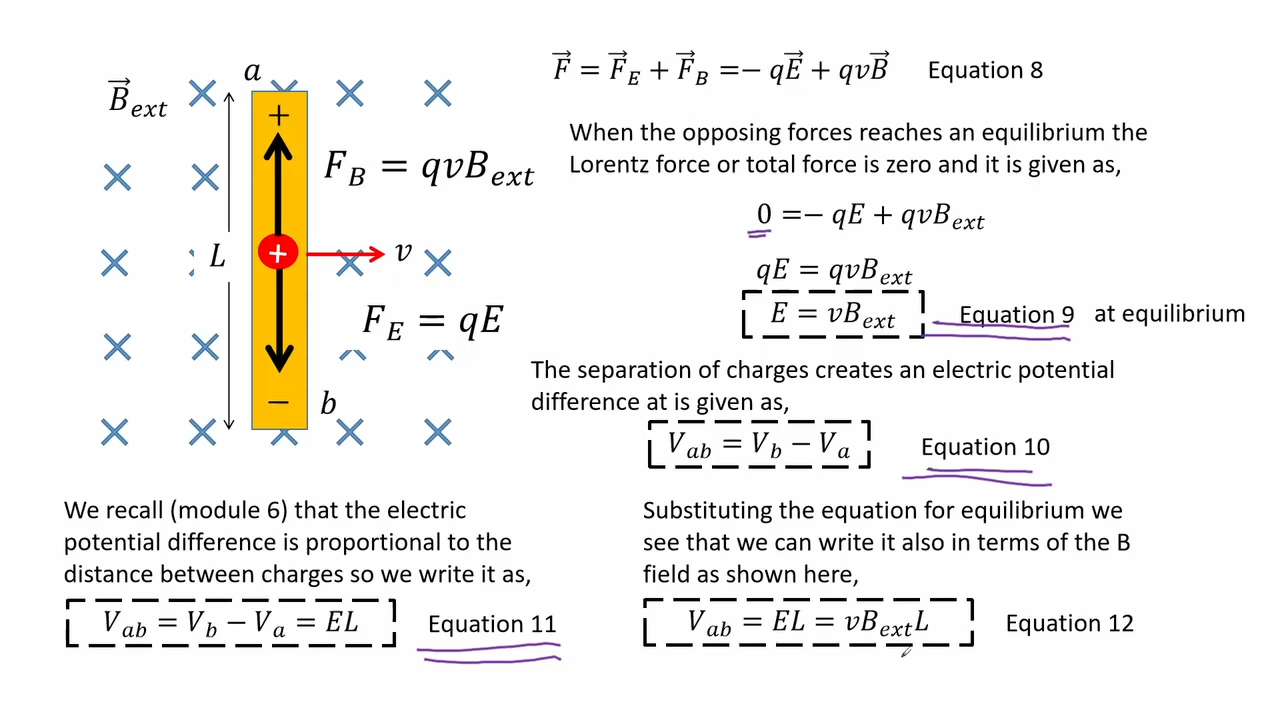 B⃗ext
a
+
F_B = qvB_ext
L
+
v
F_E = qE
−
b
F⃗ = F⃗_E + F⃗_B =− qE⃗ + qvB⃗ Equation 8
When the opposing forces reaches an equilibrium the
Lorentz force or total force is zero and it is given as,
0 =− qE + qvB_ext
qE = qvB_ext
E = vB_ext Equation 9 at equilibrium
The separation of charges creates an electric potential
difference at is given as,
V_ab = V_b − V_a Equation 10
We recall (module 6) that the electric
potential difference is proportional to the
distance between charges so we write it as,
V_ab = V_b − V_a = EL Equation 11
Substituting the equation for equilibrium we
see that we can write it also in terms of the B
field as shown here,
V_ab = EL = vB_extL Equation 12